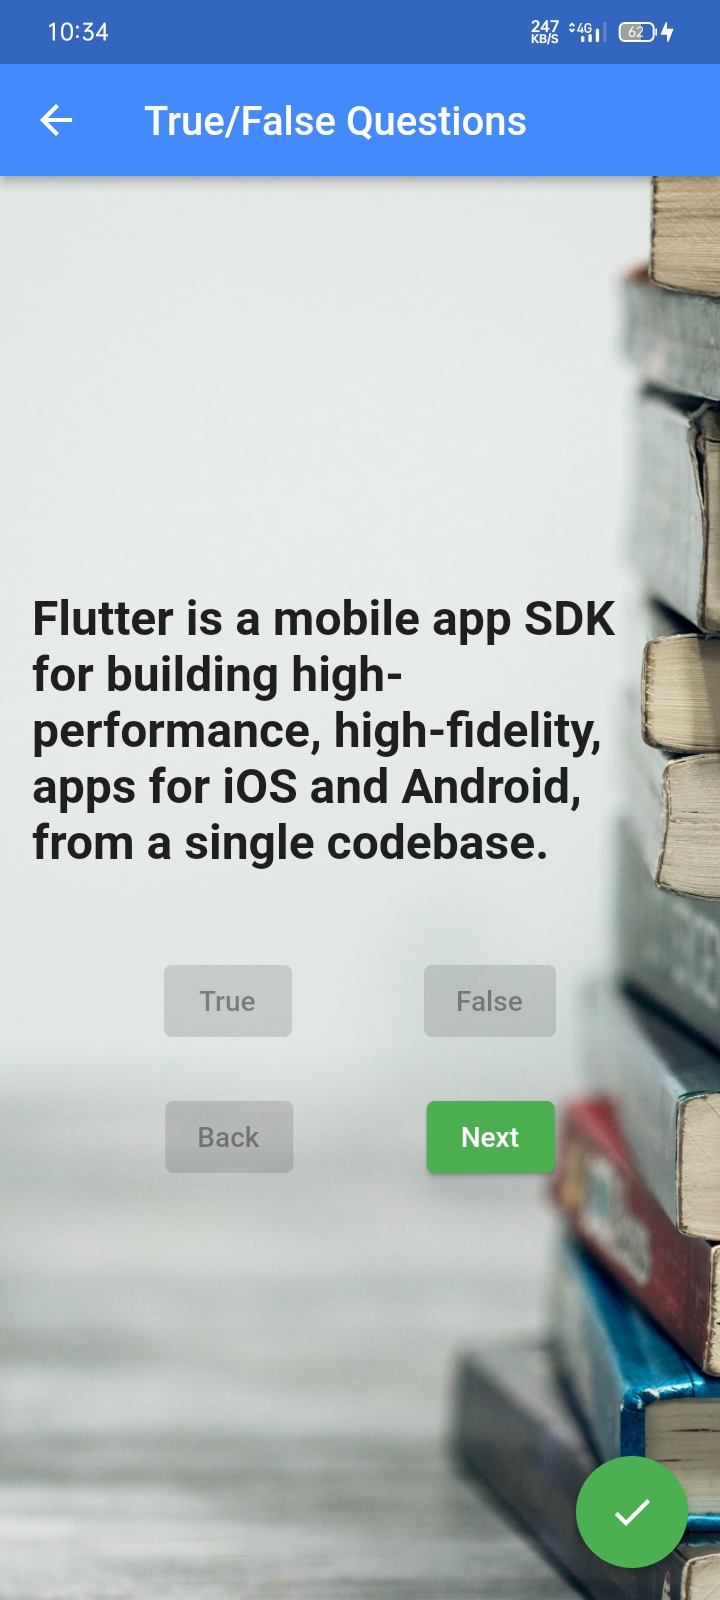 10:34
247
KB/S
4G
62
True/False Questions
Flutter is a mobile app SDK
for building high-
performance, high-fidelity,
apps for iOS and Android,
from a single codebase.
True
False
Back
Next